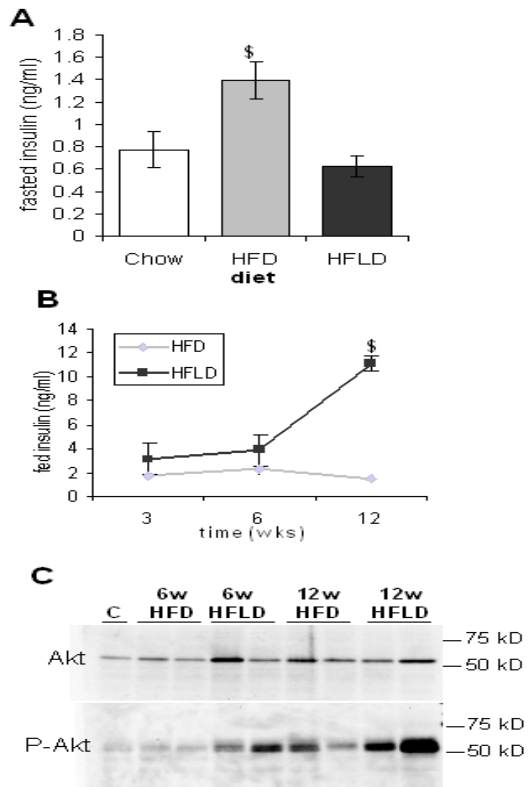 A
1.8
1.6
1.4
1.2
1
0.8
0.6
0.4
0.2
0
fasted insulin (ng/ml)
$
Chow HFD HFLD
diet
B
14
12
10
8
6
4
2
0
fed insulin (ng/ml)
HFD
HFLD
$
3 6 12
time (wks)
C
6w 6w 12w 12w
C HFD HFLD HFD HFLD
Akt
75 kD
50 kD
P-Akt
75 kD
50 kD